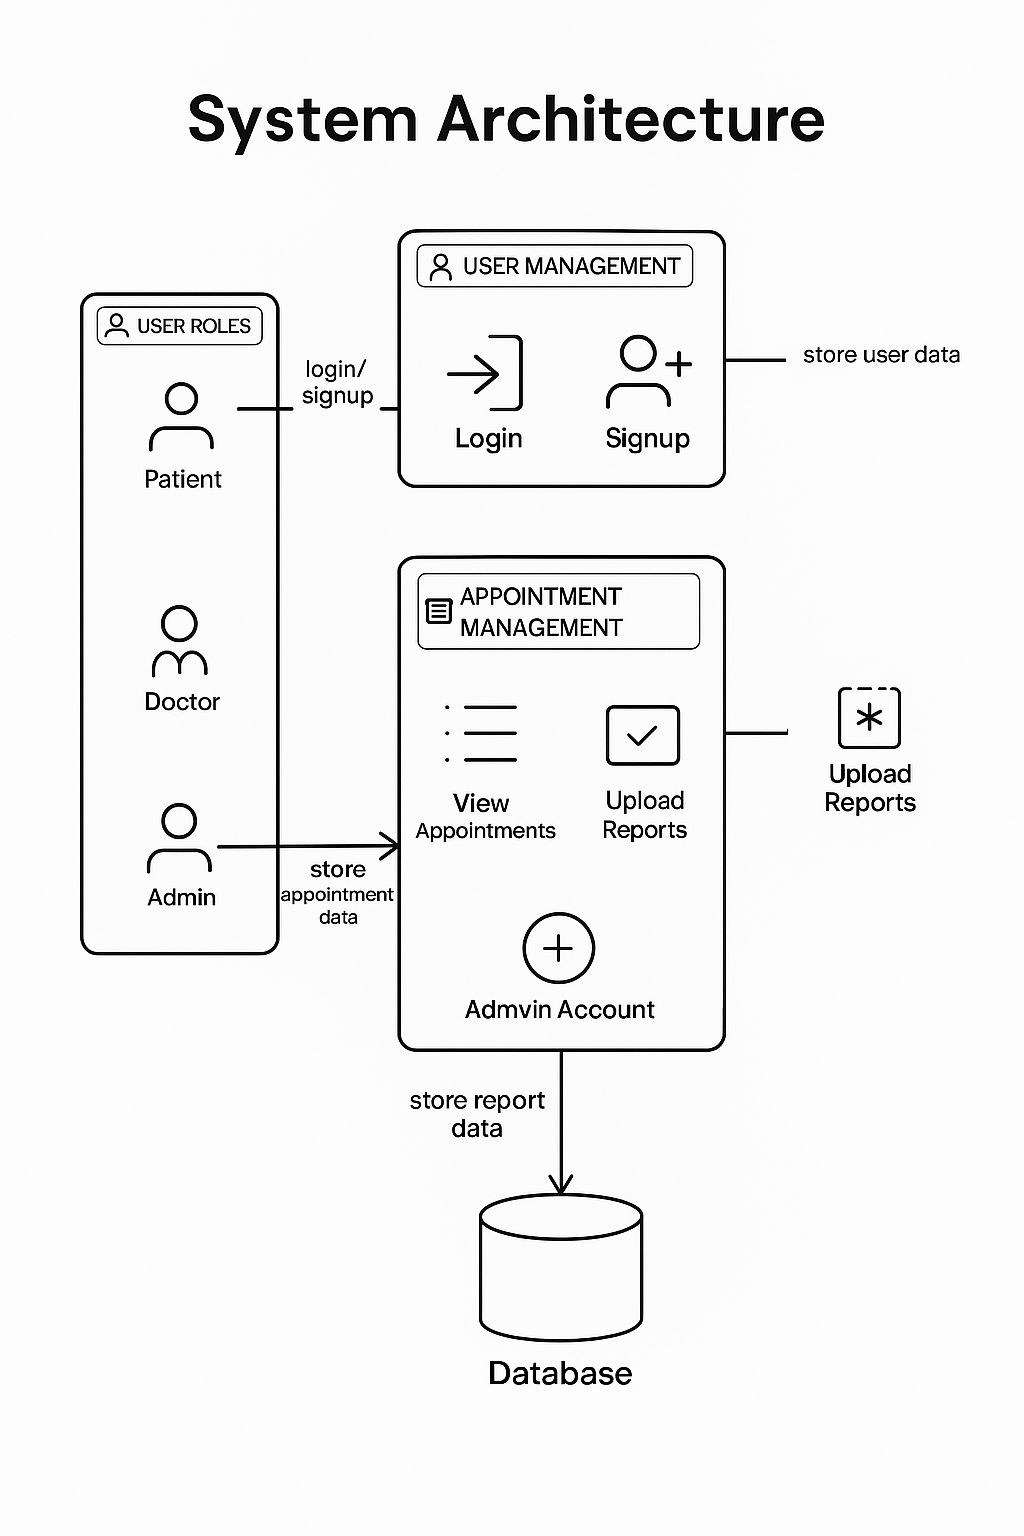 System Architecture
USER MANAGEMENT
USER ROLES
login/
signup
store user data
Login
Signup
Patient
APPOINTMENT
MANAGEMENT
Doctor
View
Appointments
Upload
Reports
Upload
Reports
Admin
store
appointment
data
Admvin Account
store report
data
Database